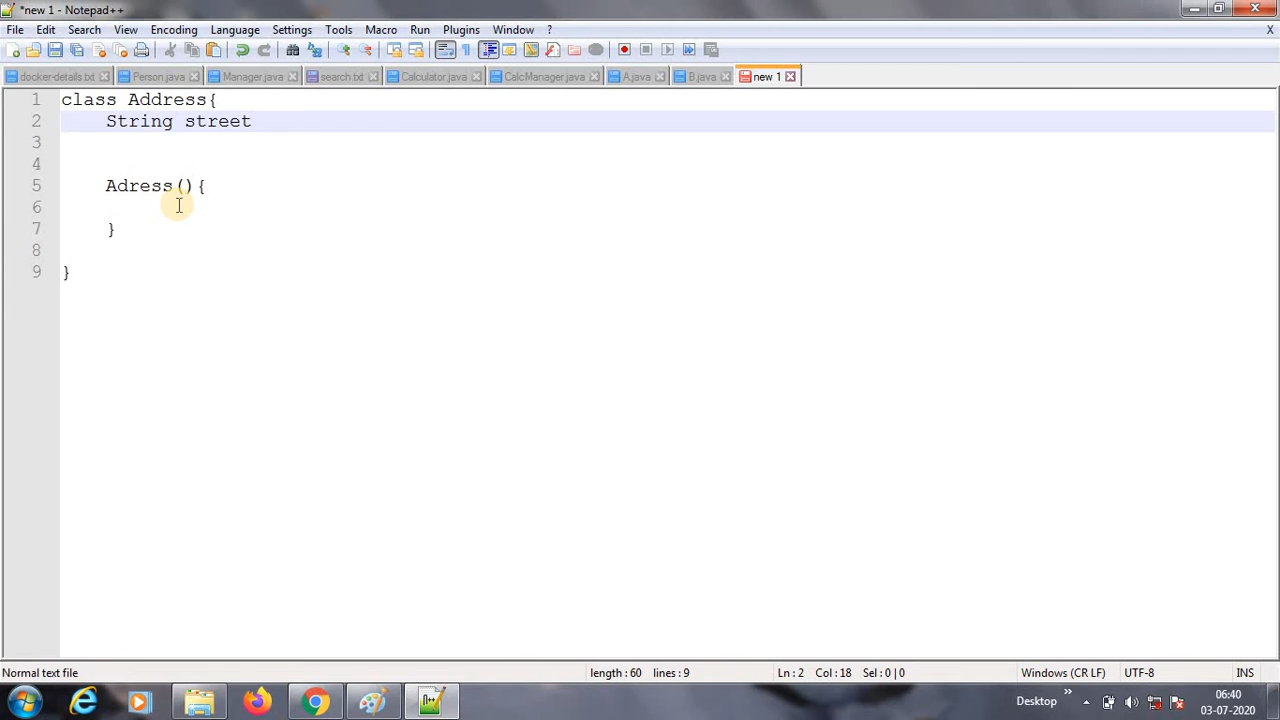 *new 1 - Notepad++
File Edit Search View Encoding Language Settings Tools Macro Run Plugins Window ? X
docker details.txt Person.java Manager.java search.txt Calculator.java CalcManager.java A.java B.java new 1
1 class Address{
2 String street
3
4
5 Adress(){
6
7 }
8
9 }
Normal text file length : 60 lines : 9 Ln : 2 Col : 18 Sel : 0 | 0 Windows (CR LF) UTF-8 INS
Desktop » 06:40
03-07-2020